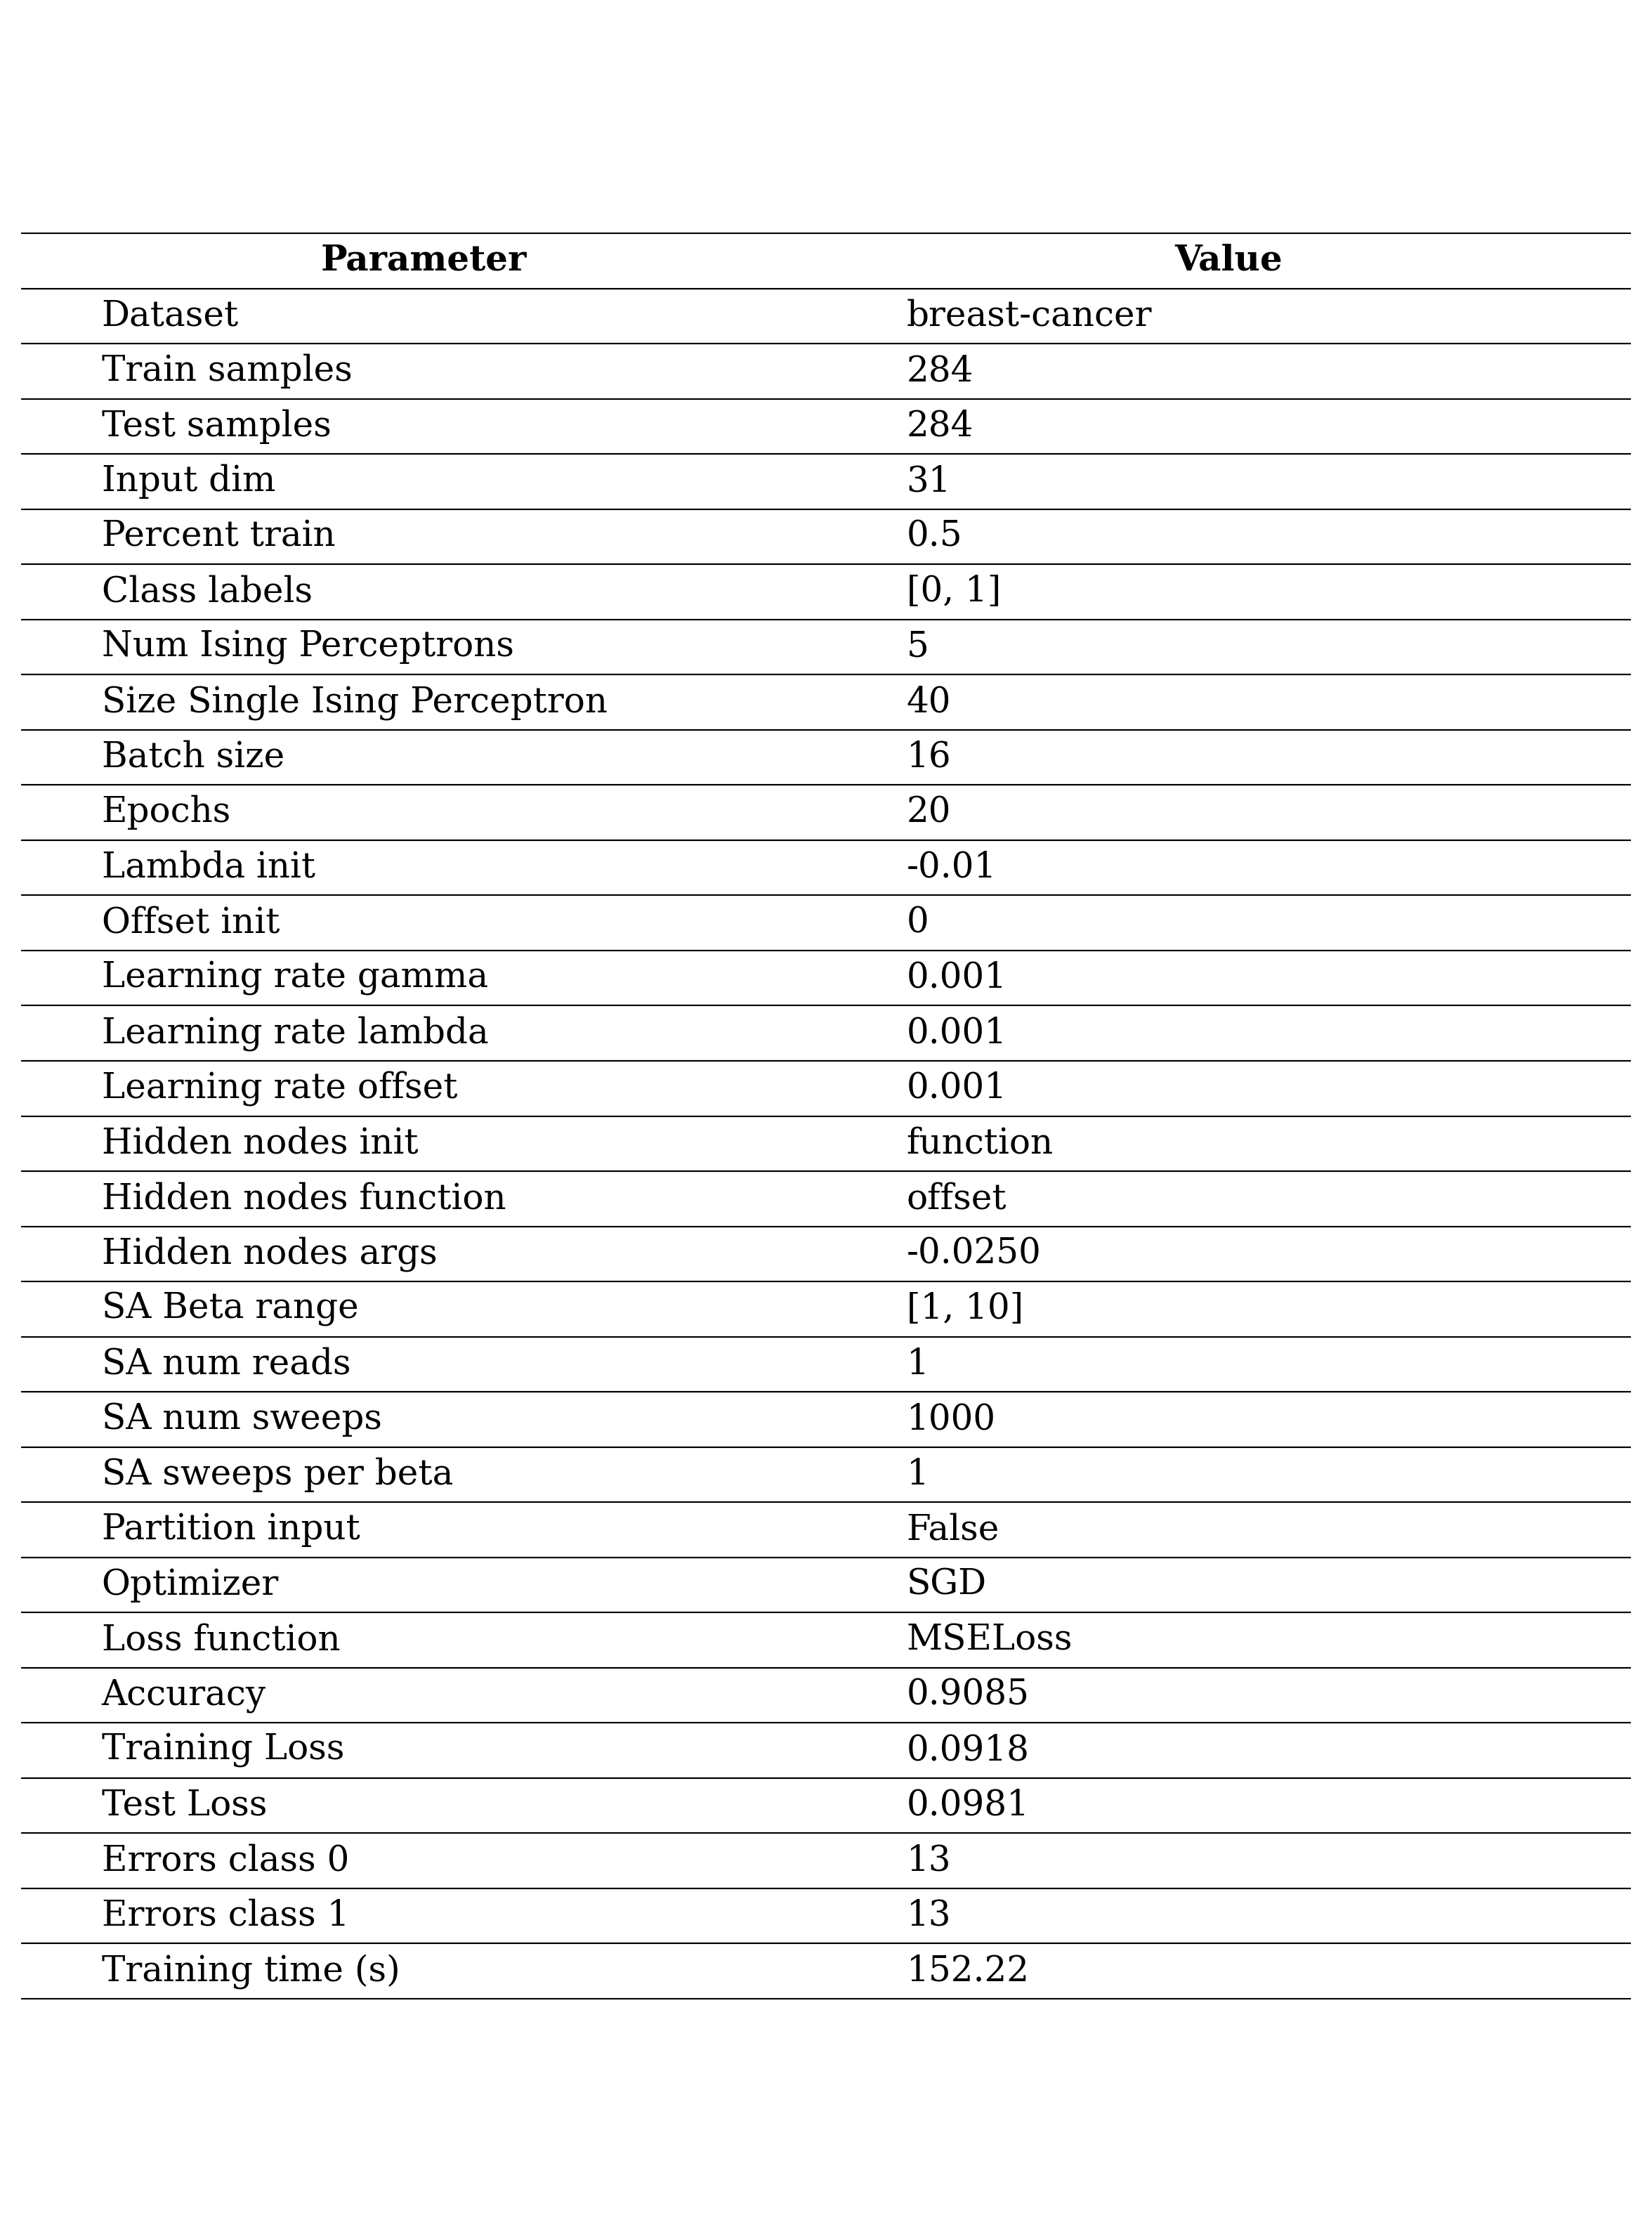 Parameter Value
Dataset breast-cancer
Train samples 284
Test samples 284
Input dim 31
Percent train 0.5
Class labels [0, 1]
Num Ising Perceptrons 5
Size Single Ising Perceptron 40
Batch size 16
Epochs 20
Lambda init -0.01
Offset init 0
Learning rate gamma 0.001
Learning rate lambda 0.001
Learning rate offset 0.001
Hidden nodes init function
Hidden nodes function offset
Hidden nodes args -0.0250
SA Beta range [1, 10]
SA num reads 1
SA num sweeps 1000
SA sweeps per beta 1
Partition input False
Optimizer SGD
Loss function MSELoss
Accuracy 0.9085
Training Loss 0.0918
Test Loss 0.0981
Errors class 0 13
Errors class 1 13
Training time (s) 152.22